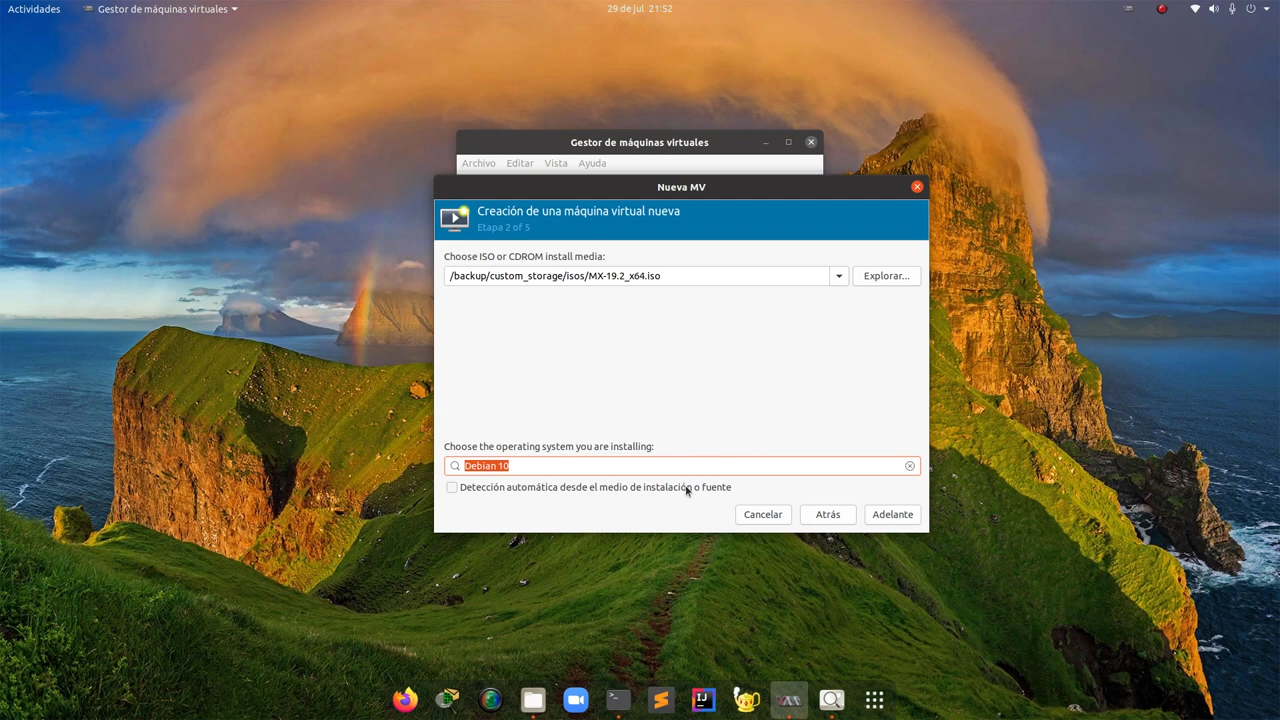 Actividades
Gestor de máquinas virtuales
29 de jul 21:52
Gestor de máquinas virtuales
Archivo Editar Vista Ayuda
Nueva MV
Creación de una máquina virtual nueva
Etapa 2 of 5
Choose ISO or CDROM install media:
/backup/custom_storage/isos/MX-19.2_x64.iso
Explorar...
Choose the operating system you are installing:
Debian 10
Detección automática desde el medio de instalación o fuente
Cancelar
Atrás
Adelante
>_
IJ